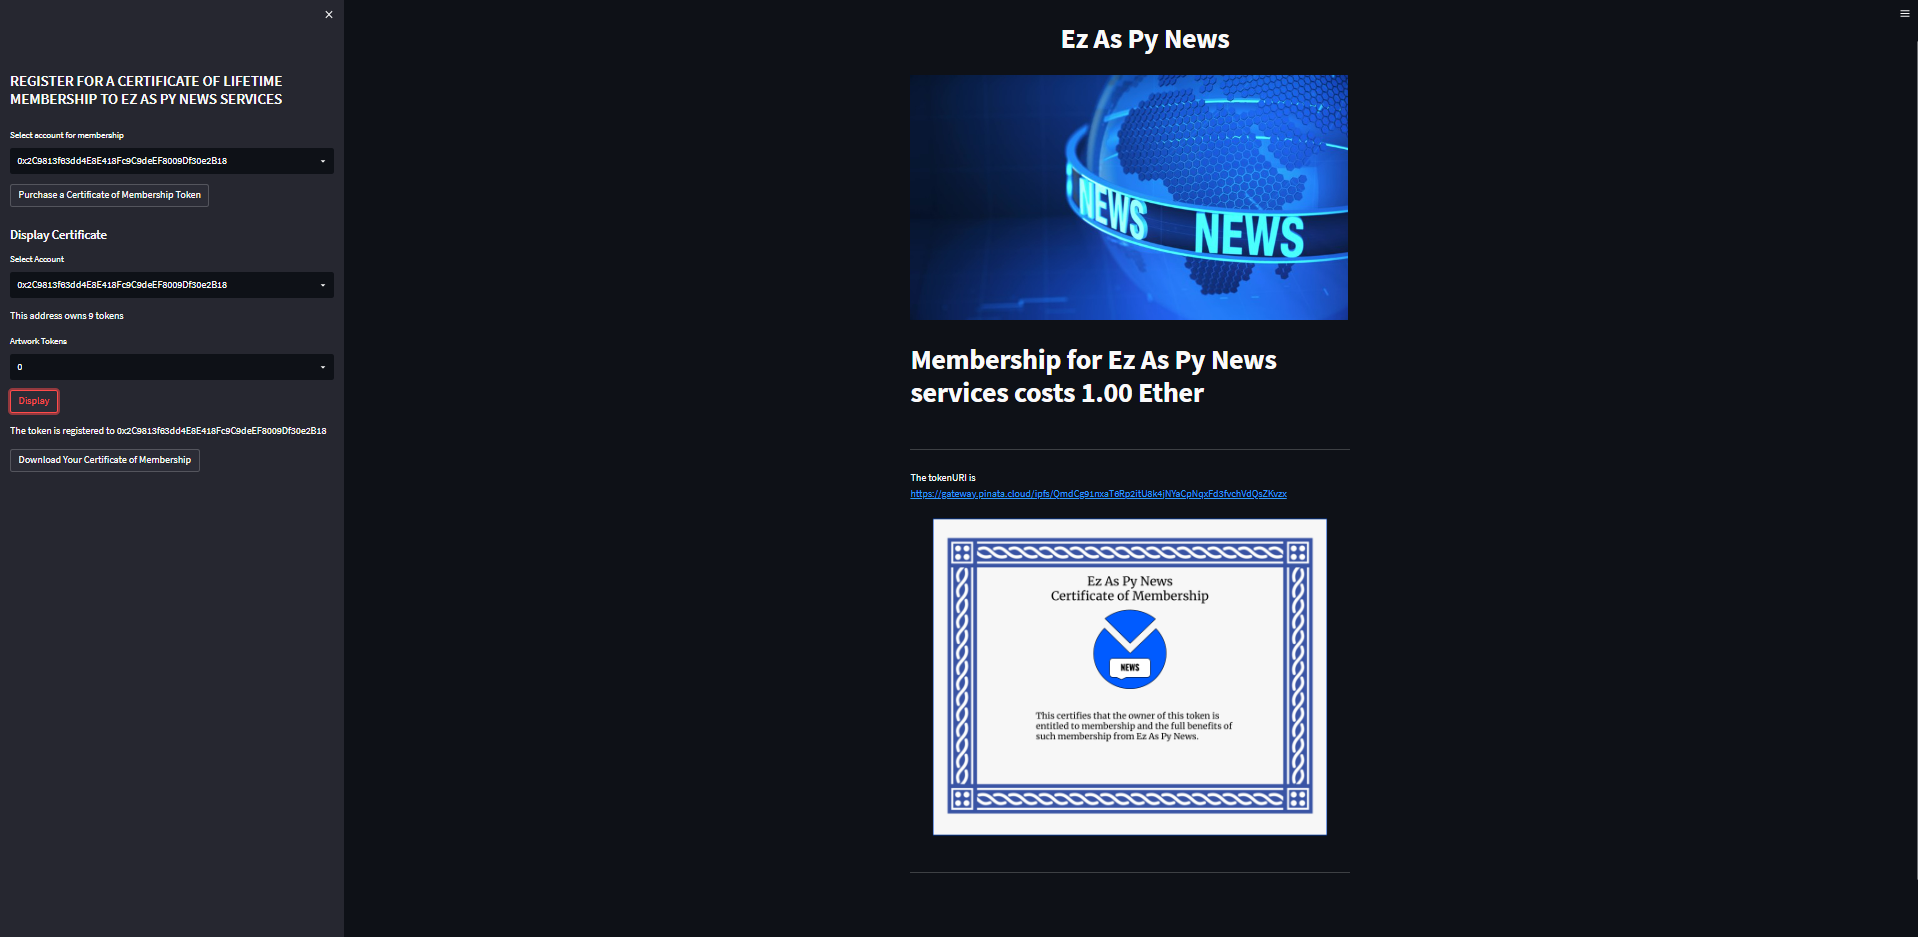 REGISTER FOR A CERTIFICATE OF LIFETIME
MEMBERSHIP TO EZ AS PY NEWS SERVICES
Select account for membership
0x2C9813f63dd4E8E418Fc9C9deEF8009Df30e2B18
Purchase a Certificate of Membership Token
Display Certificate
Select Account
0x2C9813f63dd4E8E418Fc9C9deEF8009Df30e2B18
This address owns 9 tokens
Artwork Tokens
0
Display
The token is registered to 0x2C9813f63dd4E8E418Fc9C9deEF8009Df30e2B18
Download Your Certificate of Membership
Ez As Py News
NEWS
NEWS
Membership for Ez As Py News
services costs 1.00 Ether
The tokenURI is
https://gateway.pinata.cloud/ipfs/QmdCg91nxaT6Rp2itU8k4jNYaCpNqxFd3fvchVdQsZKvzx
Ez As Py News
Certificate of Membership
NEWS
This certifies that the owner of this token is
entitled to membership and the full benefits of
such membership from Ez As Py News.